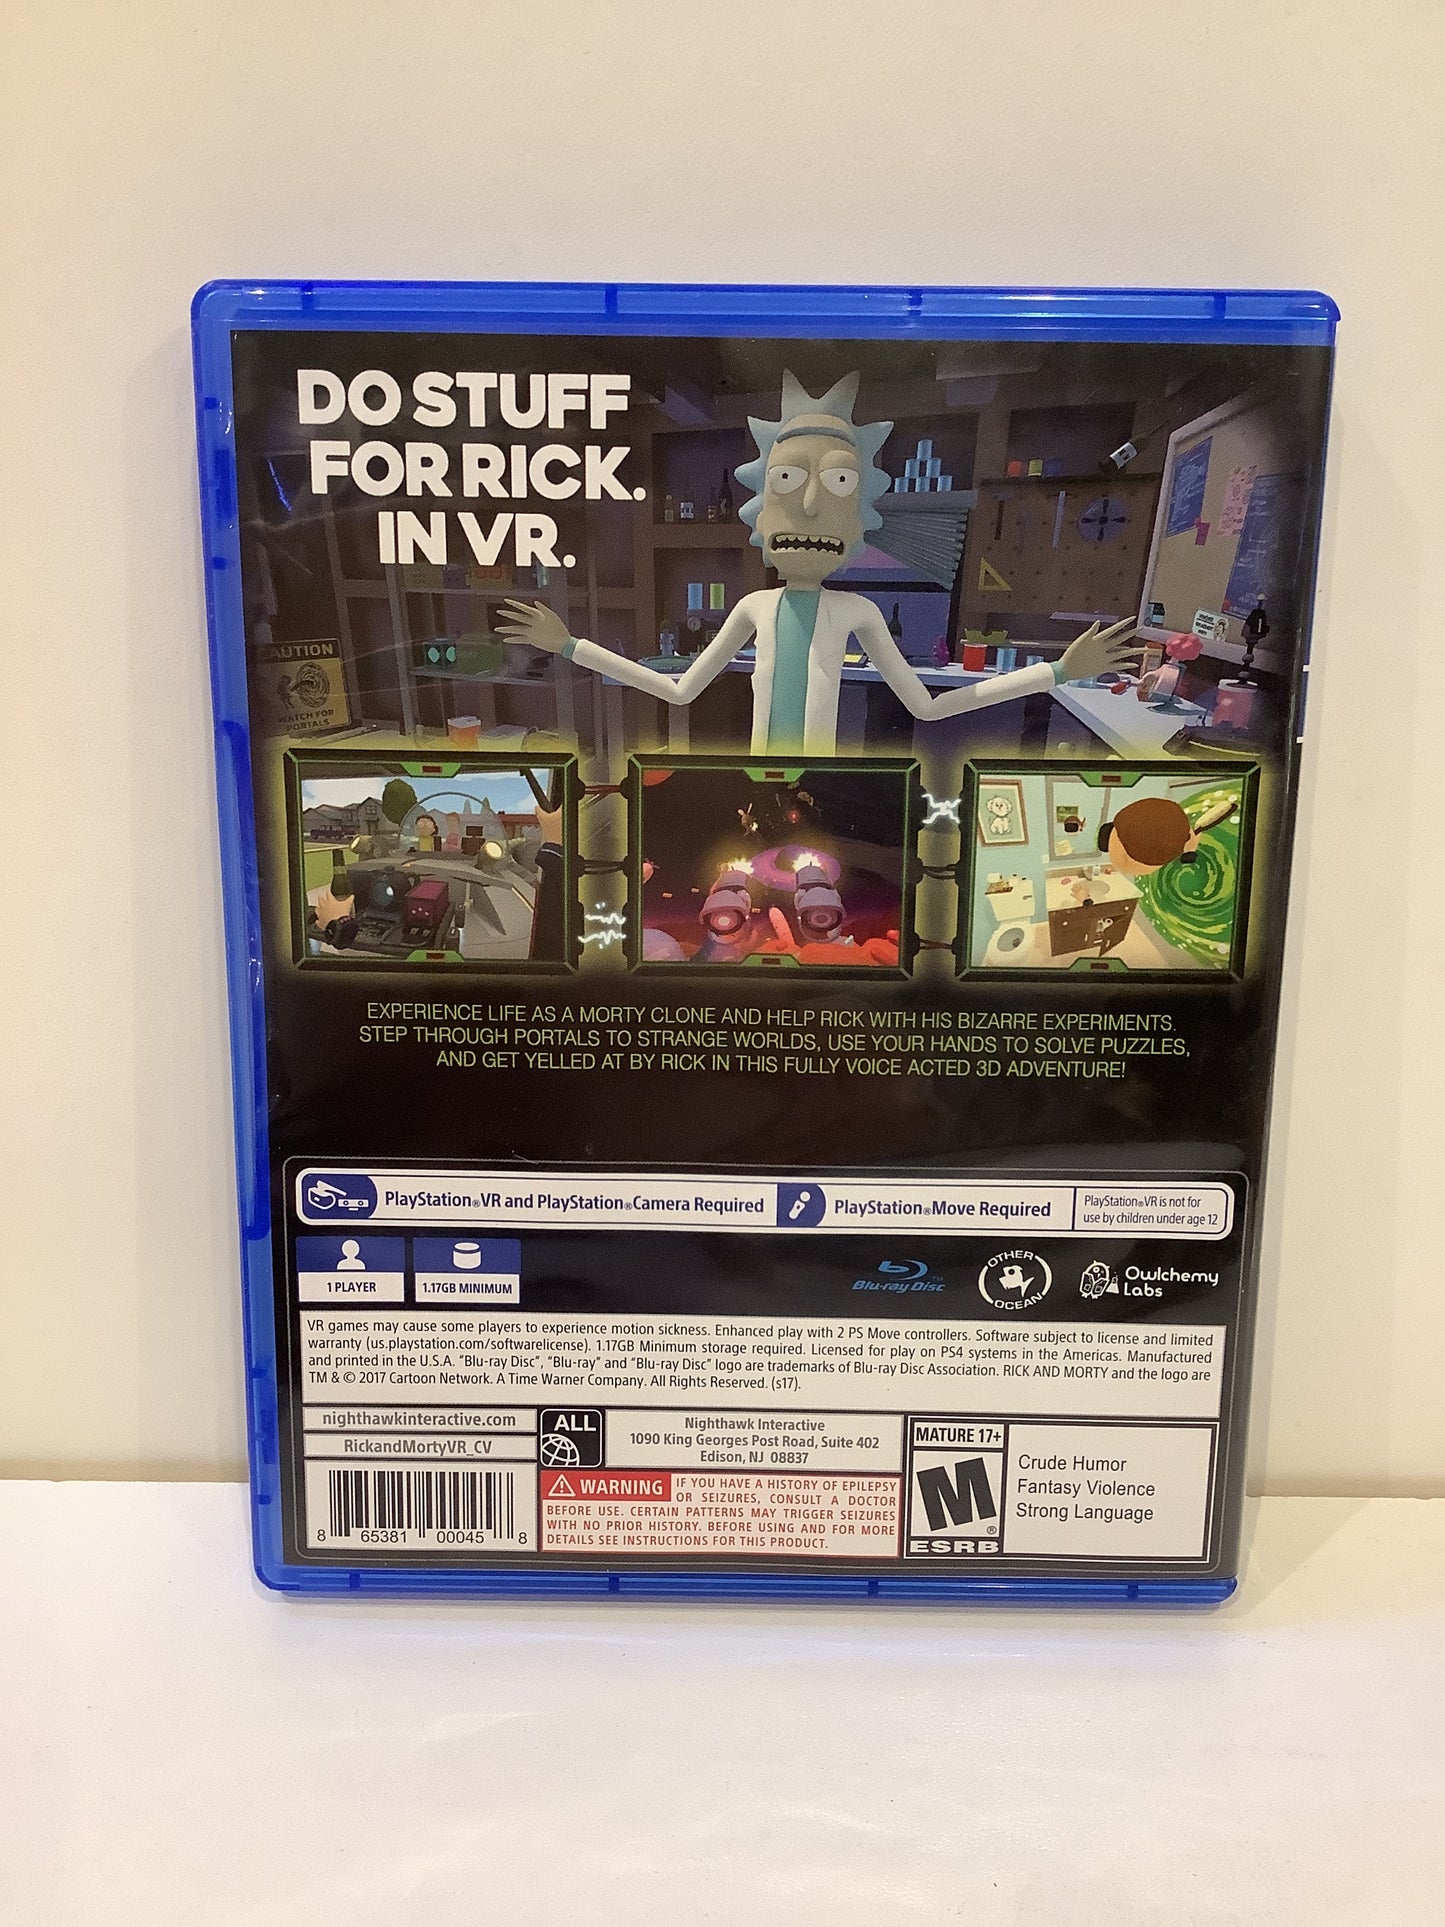 DO STUFF
FOR RICK.
IN VR.
CAUTION
WATCH FOR
PORTALS
EXPERIENCE LIFE AS A MORTY CLONE AND HELP RICK WITH HIS BIZARRE EXPERIMENTS.
STEP THROUGH PORTALS TO STRANGE WORLDS, USE YOUR HANDS TO SOLVE PUZZLES,
AND GET YELLED AT BY RICK IN THIS FULLY VOICE ACTED 3D ADVENTURE!
PlayStation®VR and PlayStation®Camera Required
PlayStation®Move Required
PlayStation®VR is not for
use by children under age 12
1 PLAYER
1.17GB MINIMUM
Blu-ray Disc™
OTHER
OCEAN
Owlchemy
Labs
VR games may cause some players to experience motion sickness. Enhanced play with 2 PS Move controllers. Software subject to license and limited
warranty (us.playstation.com/softwarelicense). 1.17GB Minimum storage required. Licensed for play on PS4 systems in the Americas. Manufactured
and printed in the U.S.A. “Blu-ray Disc”, “Blu-ray” and “Blu-ray Disc” logo are trademarks of Blu-ray Disc Association. RICK AND MORTY and the logo are
TM & © 2017 Cartoon Network. A Time Warner Company. All Rights Reserved. (s17).
nighthawkinteractive.com
RickandMortyVR_CV
8 65381 00045 8
ALL
Nighthawk Interactive
1090 King Georges Post Road, Suite 402
Edison, NJ 08837
WARNING IF YOU HAVE A HISTORY OF EPILEPSY
OR SEIZURES, CONSULT A DOCTOR
BEFORE USE. CERTAIN PATTERNS MAY TRIGGER SEIZURES
WITH NO PRIOR HISTORY. BEFORE USING AND FOR MORE
DETAILS SEE INSTRUCTIONS FOR THIS PRODUCT.
MATURE 17+
M®
ESRB
Crude Humor
Fantasy Violence
Strong Language